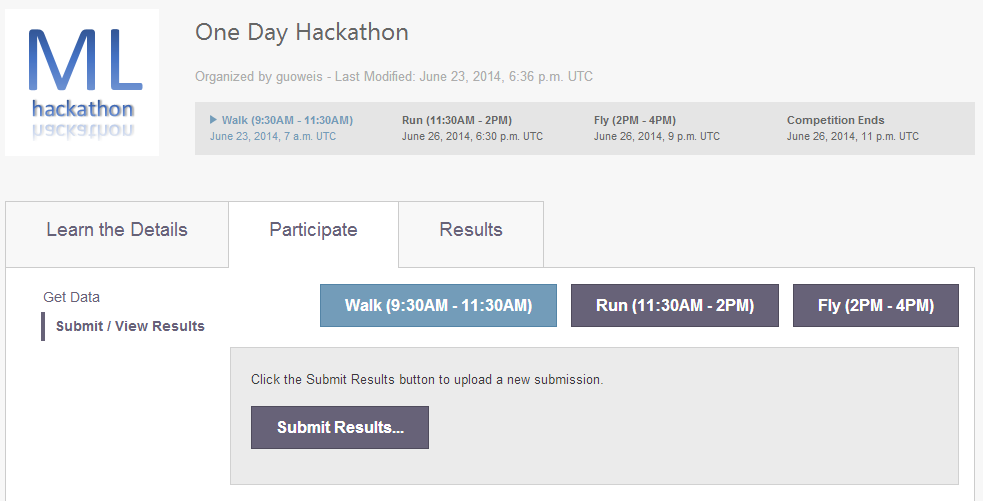 ML
hackathon
One Day Hackathon
Organized by guoweis - Last Modified: June 23, 2014, 6:36 p.m. UTC
Walk (9:30AM - 11:30AM)
June 23, 2014, 7 a.m. UTC
Run (11:30AM - 2PM)
June 26, 2014, 6:30 p.m. UTC
Fly (2PM - 4PM)
June 26, 2014, 9 p.m. UTC
Competition Ends
June 26, 2014, 11 p.m. UTC
Learn the Details
Participate
Results
Get Data
Submit / View Results
Walk (9:30AM - 11:30AM)
Run (11:30AM - 2PM)
Fly (2PM - 4PM)
Click the Submit Results button to upload a new submission.
Submit Results...